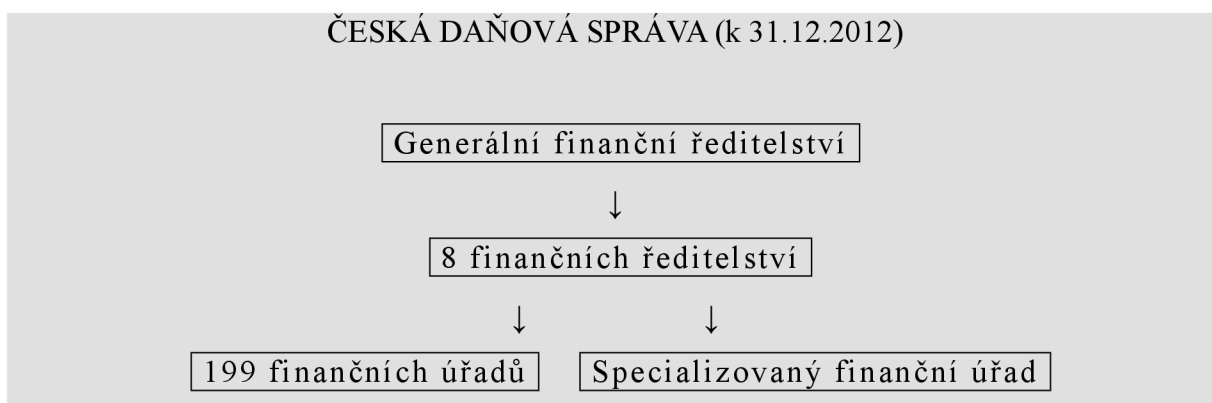 ČESKÁ DAŇOVÁ SPRÁVA (k 31.12.2012)
Generální finanční ředitelství
↓
8 finančních ředitelství
↓ ↓
199 finančních úřadů Specializovaný finanční úřad